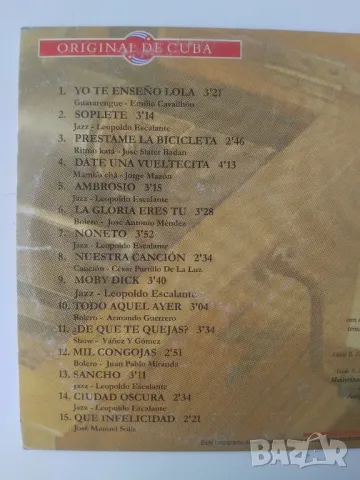 ORIGINAL DE CUBA
1. YO TE ENSEÑO LOLA 3'21
Guararengue - Emilio Cavailhón
2. SOPLETE 3'14
Jazz - Leopoldo Escalante
3. PRESTAME LA BICICLETA 2'46
Ritmo kará - José Slater Badan
4. DATE UNA VUELTECITA 4'13
Mambo chá - Jorge Mazón
5. AMBROSIO 3'15
Jazz - Leopoldo Escalante
6. LA GLORIA ERES TU 3'28
Bolero - José Antonio Méndez
7. NONETO 3'52
Jazz - Leopoldo Escalante
8. NUESTRA CANCIÓN 2'34
Canción - César Portillo De La Luz
9. MOBY DICK 3'40
Jazz - Leopoldo Escalante
10. TODO AQUEL AYER 3'04
Bolero - Armando Guerrero
11. ¿DE QUE TE QUEJAS? 3'34
Show - Yañez Y Gómez
12. MIL CONGOJAS 2'51
Bolero - Juan Pablo Miranda
13. SANCHO 3'11
Jazz - Leopoldo Escalante
14. CIUDAD OSCURA 2'34
Jazz - Leopoldo Escalante
15. QUE INFELICIDAD 2'21
José Manuel Solís
bazar.bg